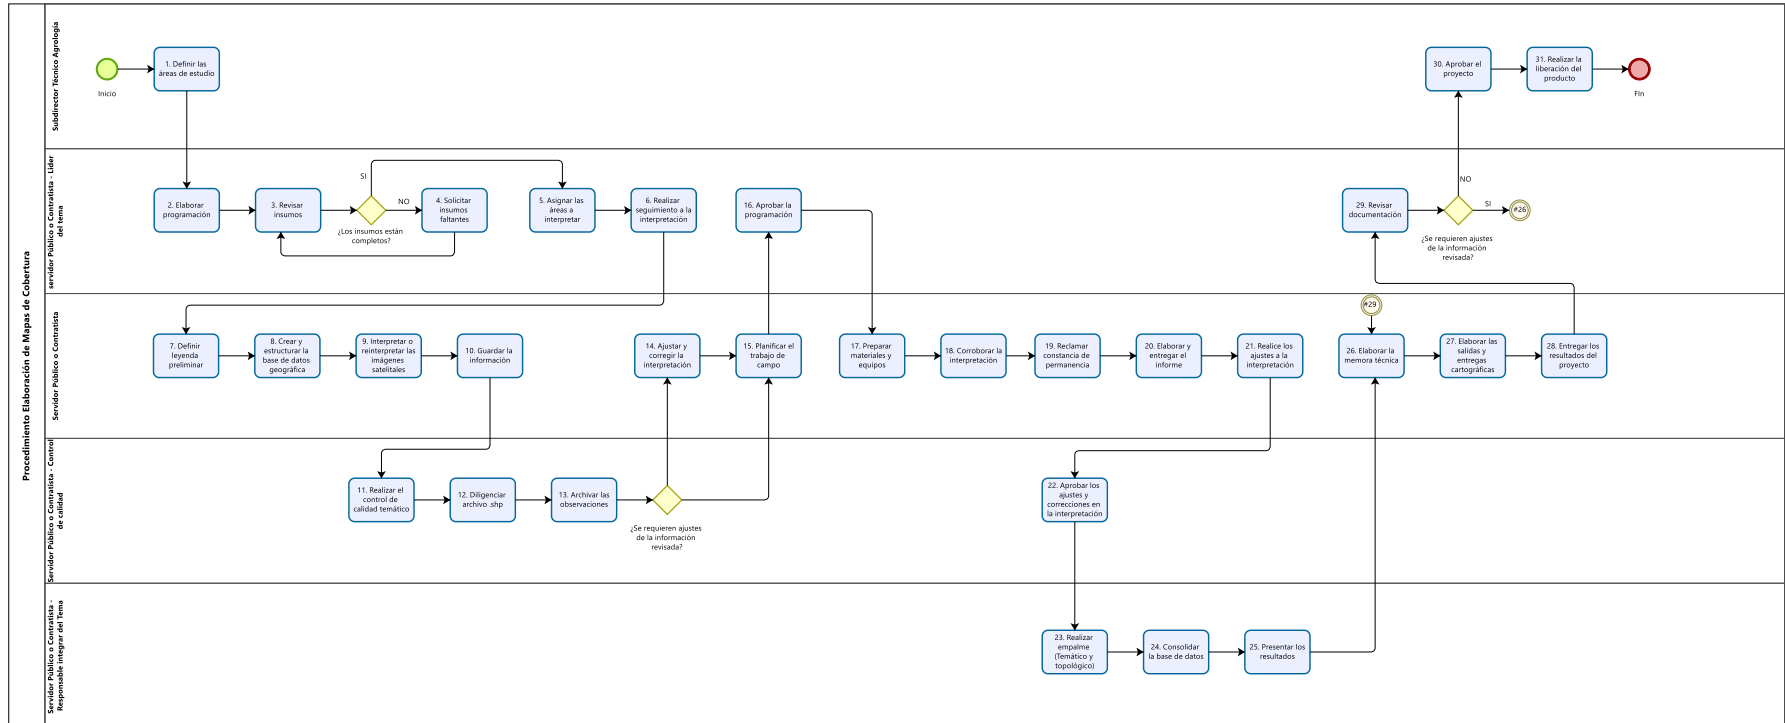 Procedimiento Elaboración de Mapas de Cobertura
Subdirector Técnico Agrología
Inicio
1. Definir las
áreas de estudio
30. Aprobar el
proyecto
31. Realizar la
liberación del
producto
Fin
servidor Público o Contratista - Lider
del tema
2. Elaborar
programación
3. Revisar
insumos
SI
NO
¿Los insumos están
completos?
4. Solicitar
insumos
faltantes
5. Asignar las
áreas a
interpretar
6. Realizar
seguimiento a la
interpretación
16. Aprobar la
programación
29. Revisar
documentación
NO
SI
#26
¿Se requieren ajustes
de la información
revisada?
Servidor Público o Contratista
7. Definir
leyenda
preliminar
8. Crear y
estructurar la
base de datos
geográfica
9. Interpretar o
reinterpretar las
imágenes
satelitales
10. Guardar la
información
14. Ajustar y
corregir la
interpretación
15. Planificar el
trabajo de
campo
17. Preparar
materiales y
equipos
18. Corroborar la
interpretación
19. Reclamar
constancia de
permanencia
20. Elaborar y
entregar el
informe
21. Realice los
ajustes a la
interpretación
#29
26. Elaborar la
memora técnica
27. Elaborar las
salidas y
entregas
cartográficas
28. Entregar los
resultados del
proyecto
Servidor Público o Contratista - Control
de calidad
11. Realizar el
control de
calidad temático
12. Diligenciar
archivo .shp
13. Archivar las
observaciones
¿Se requieren ajustes
de la información
revisada?
22. Aprobar los
ajustes y
correcciones en
la interpretación
Servidor Público o Contratista -
Responsable integrar del Tema
23. Realizar
empalme
(Temático y
topológico)
24. Consolidar
la base de datos
25. Presentar los
resultados